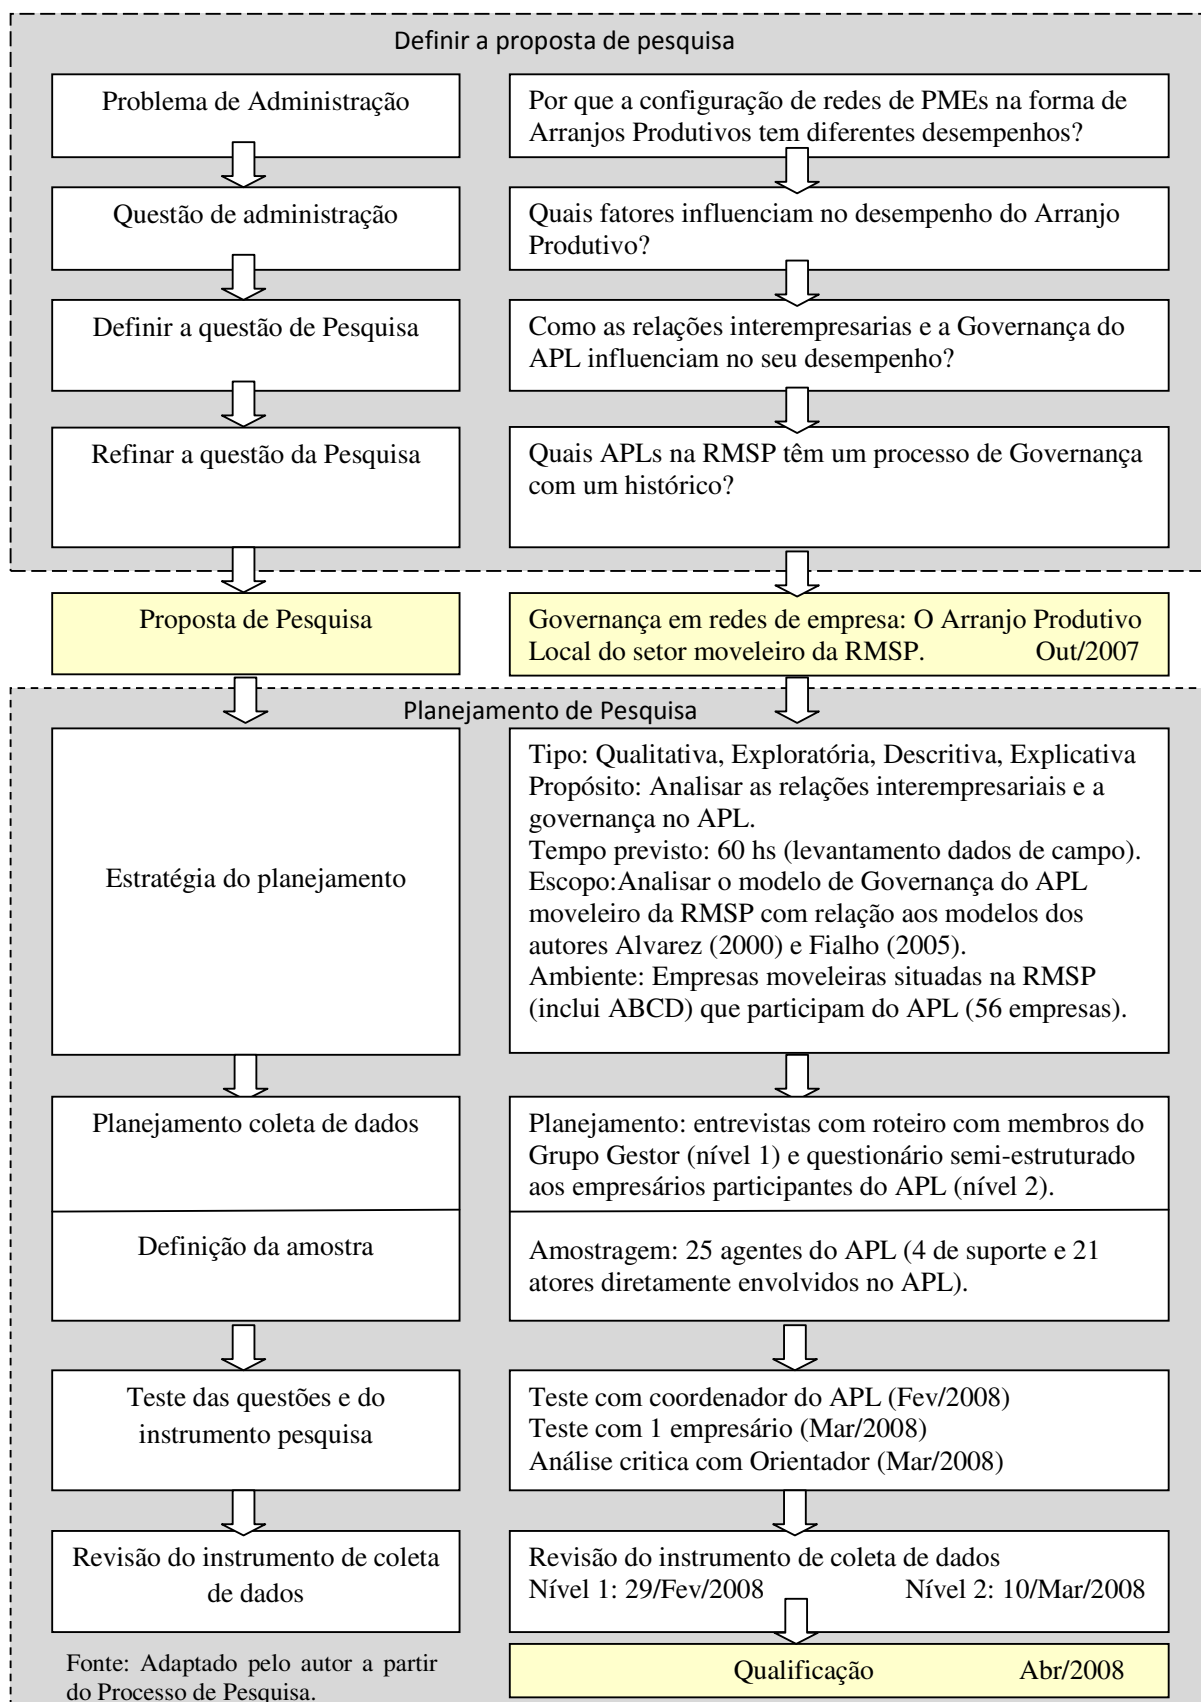 Definir a proposta de pesquisa
Problema de Administração
Por que a configuração de redes de PMEs na forma de
Arranjos Produtivos tem diferentes desempenhos?
Questão de administração
Quais fatores influenciam no desempenho do Arranjo
Produtivo?
Definir a questão de Pesquisa
Como as relações interempresarias e a Governança do
APL influenciam no seu desempenho?
Refinar a questão da Pesquisa
Quais APLs na RMSP têm um processo de Governança
com um histórico?
Proposta de Pesquisa
Governança em redes de empresa: O Arranjo Produtivo
Local do setor moveleiro da RMSP. Out/2007
Planejamento de Pesquisa
Estratégia do planejamento
Tipo: Qualitativa, Exploratória, Descritiva, Explicativa
Propósito: Analisar as relações interempresariais e a
governança no APL.
Tempo previsto: 60 hs (levantamento dados de campo).
Escopo:Analisar o modelo de Governança do APL
moveleiro da RMSP com relação aos modelos dos
autores Alvarez (2000) e Fialho (2005).
Ambiente: Empresas moveleiras situadas na RMSP
(inclui ABCD) que participam do APL (56 empresas).
Planejamento coleta de dados
Planejamento: entrevistas com roteiro com membros do
Grupo Gestor (nível 1) e questionário semi-estruturado
aos empresários participantes do APL (nível 2).
Definição da amostra
Amostragem: 25 agentes do APL (4 de suporte e 21
atores diretamente envolvidos no APL).
Teste das questões e do
instrumento pesquisa
Teste com coordenador do APL (Fev/2008)
Teste com 1 empresário (Mar/2008)
Análise critica com Orientador (Mar/2008)
Revisão do instrumento de coleta
de dados
Revisão do instrumento de coleta de dados
Nível 1: 29/Fev/2008 Nível 2: 10/Mar/2008
Qualificação Abr/2008
Fonte: Adaptado pelo autor a partir
do Processo de Pesquisa.